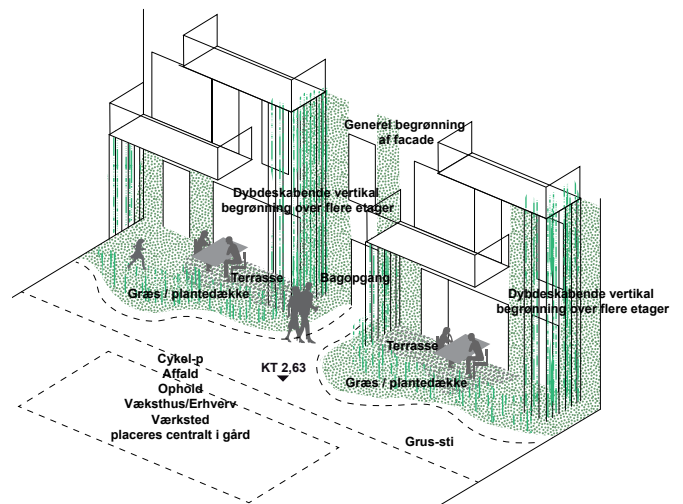 Generel begrønning
af facade
Dybdeskabende vertikal
begrønning over flere etager
Terrasse
Bagopgang
Græs / plantedække
Dybdeskabende vertikal
begrønning over flere etager
Terrasse
Græs / plantedække
Cykel-p
Affald
Ophold
Væksthus/Erhverv
Værksted
placeres centralt i gård
KT 2,63
Grus-sti